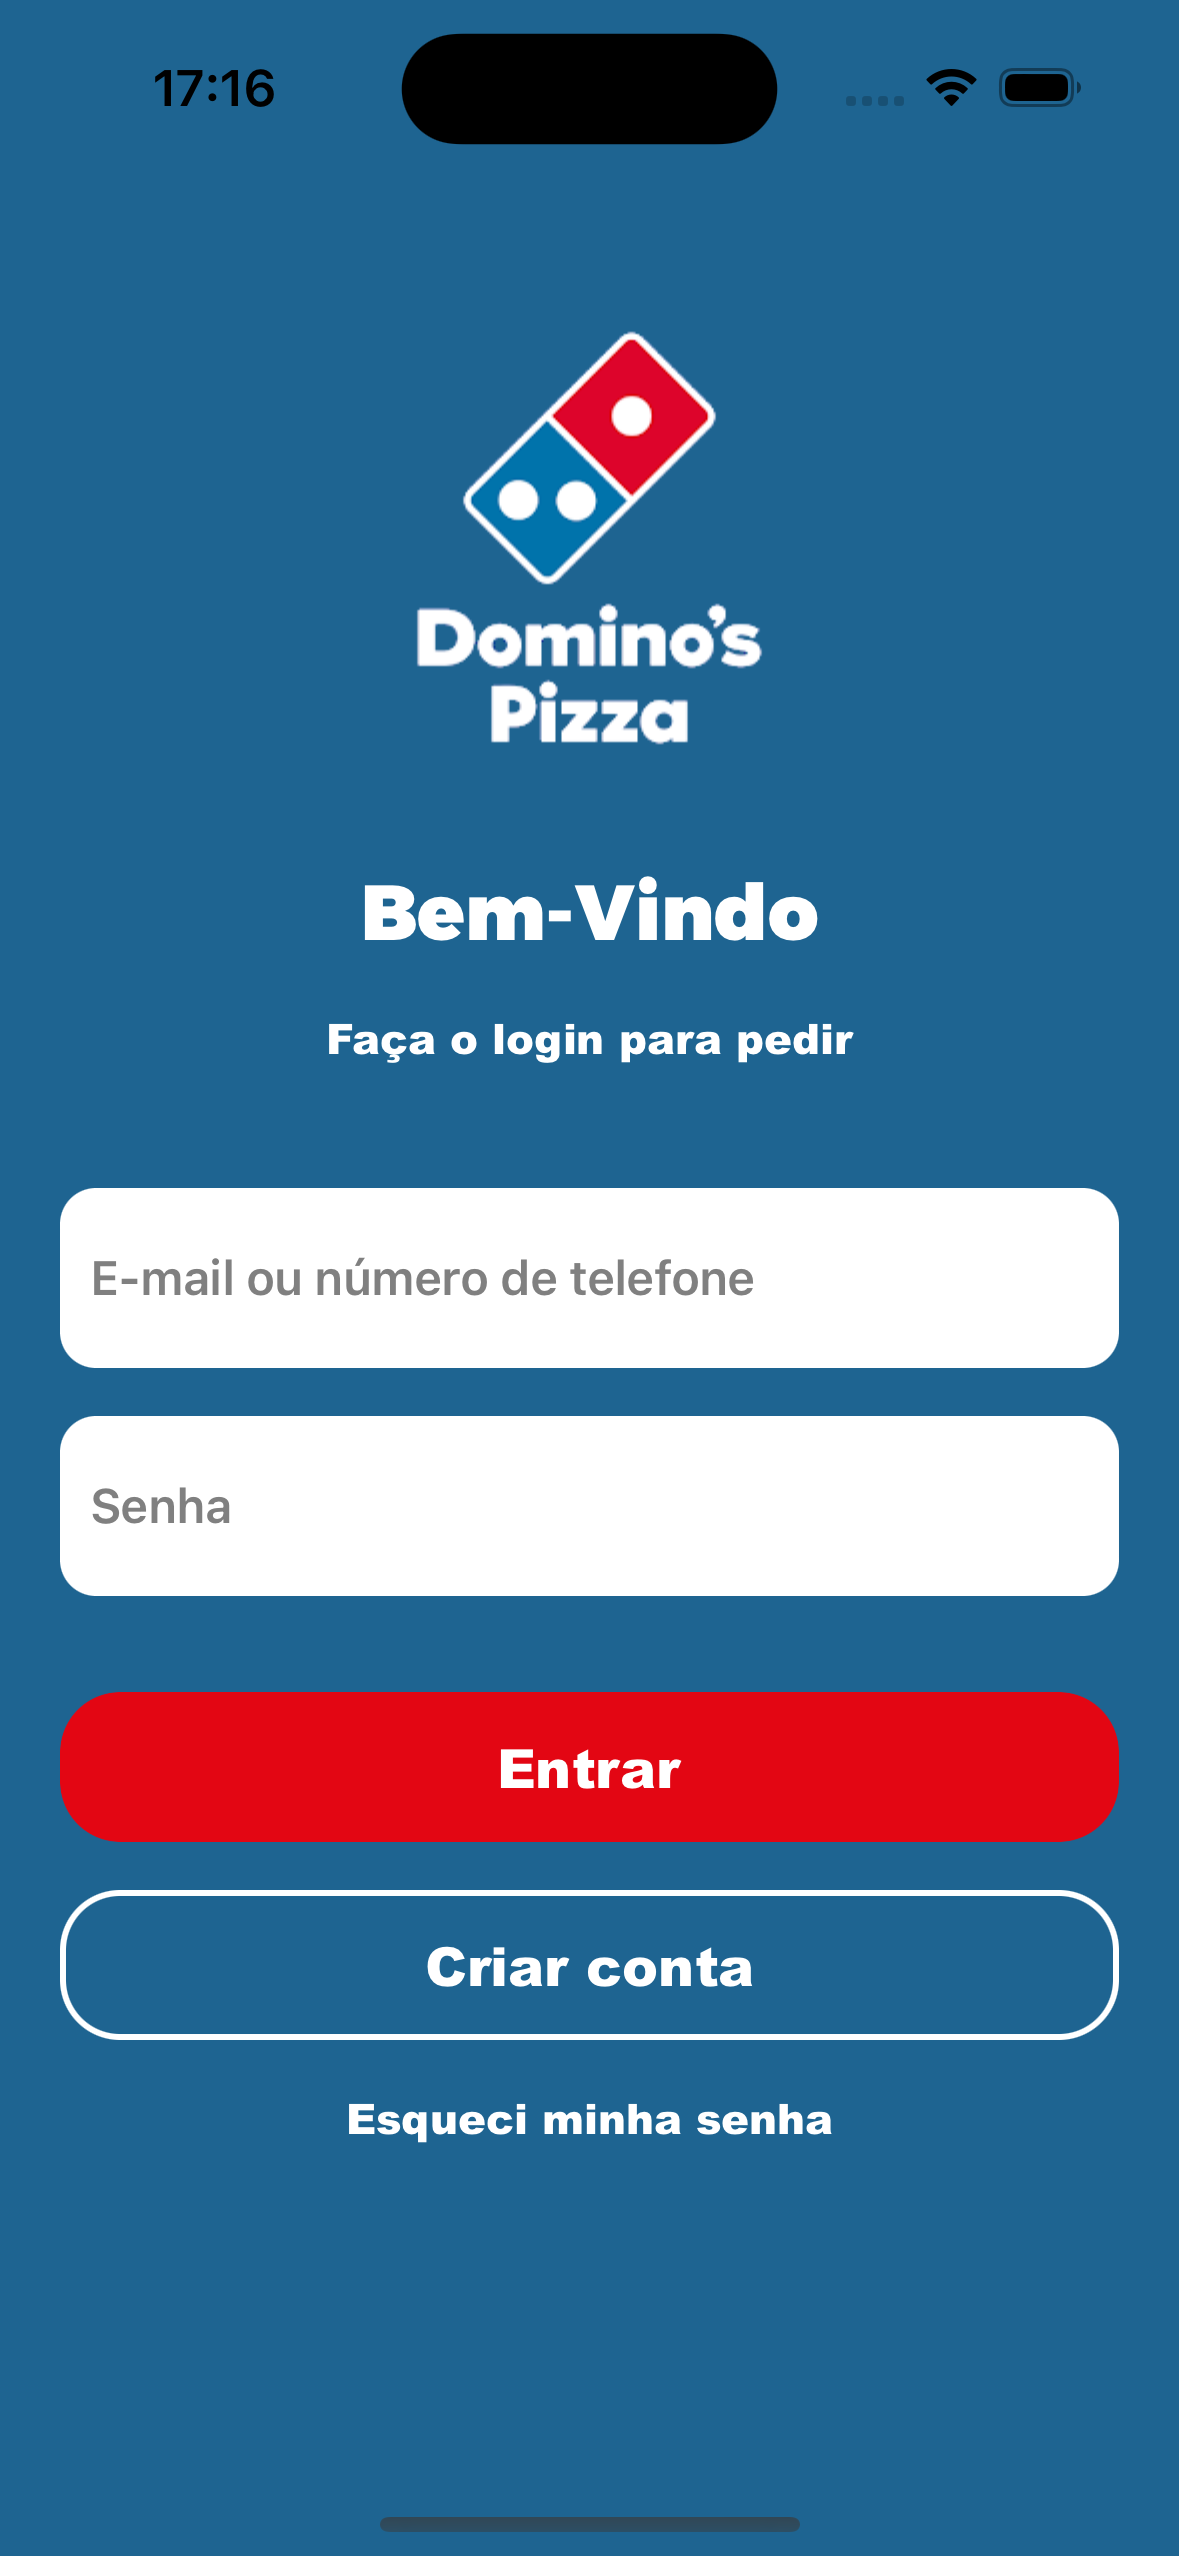 17:16
Domino's
Pizza
Bem-Vindo
Faça o login para pedir
E-mail ou número de telefone
Senha
Entrar
Criar conta
Esqueci minha senha